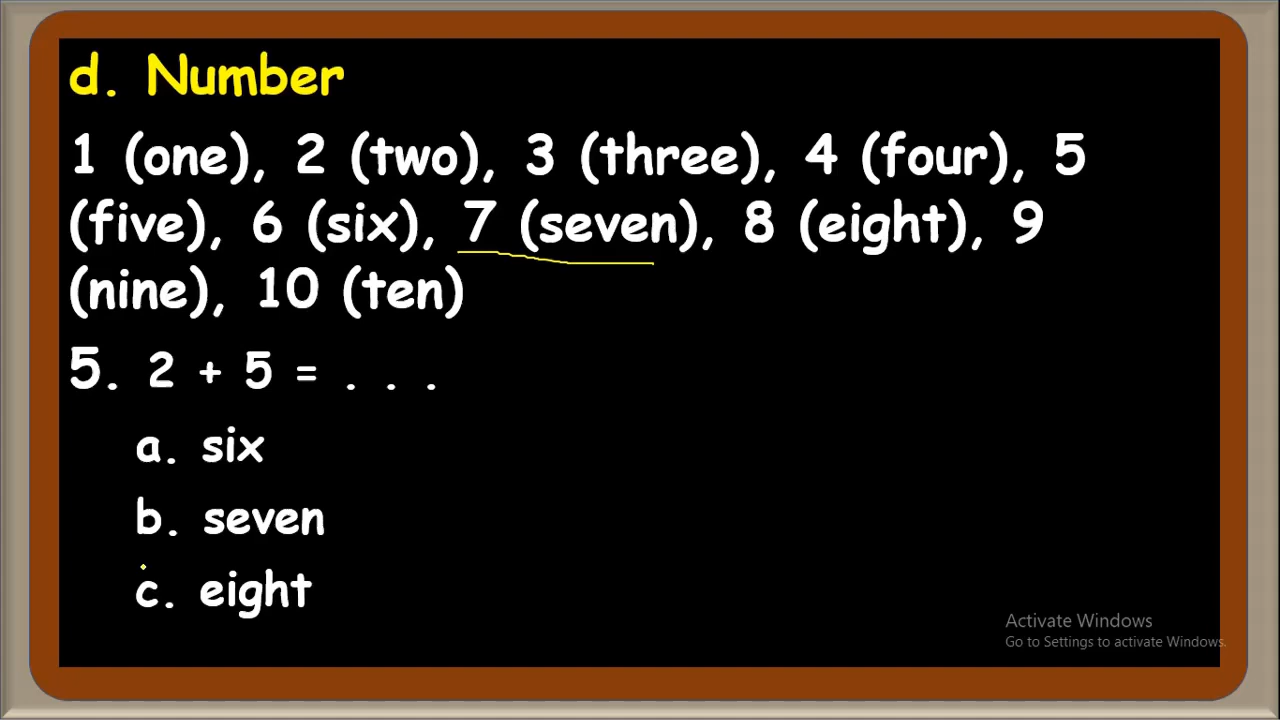 d. Number
1 (one), 2 (two), 3 (three), 4 (four), 5
(five), 6 (six), 7 (seven), 8 (eight), 9
(nine), 10 (ten)
5. 2 + 5 = . . .
a. six
b. seven
c. eight
Activate Windows
Go to Settings to activate Windows.